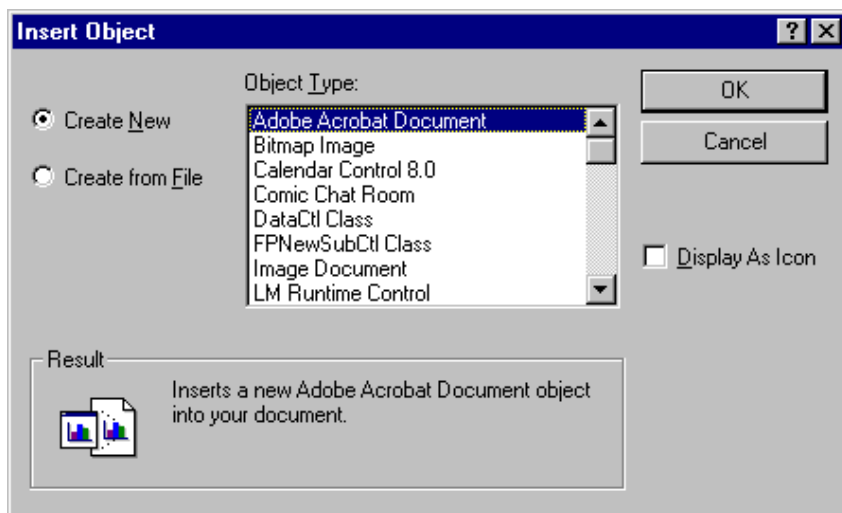 Insert Object
Object Type:
Create New
Create from File
Adobe Acrobat Document
Bitmap Image
Calendar Control 8.0
Comic Chat Room
DataCtl Class
FPNewSubCtl Class
Image Document
LM Runtime Control
OK
Cancel
Display As Icon
Result
Inserts a new Adobe Acrobat Document object
into your document.